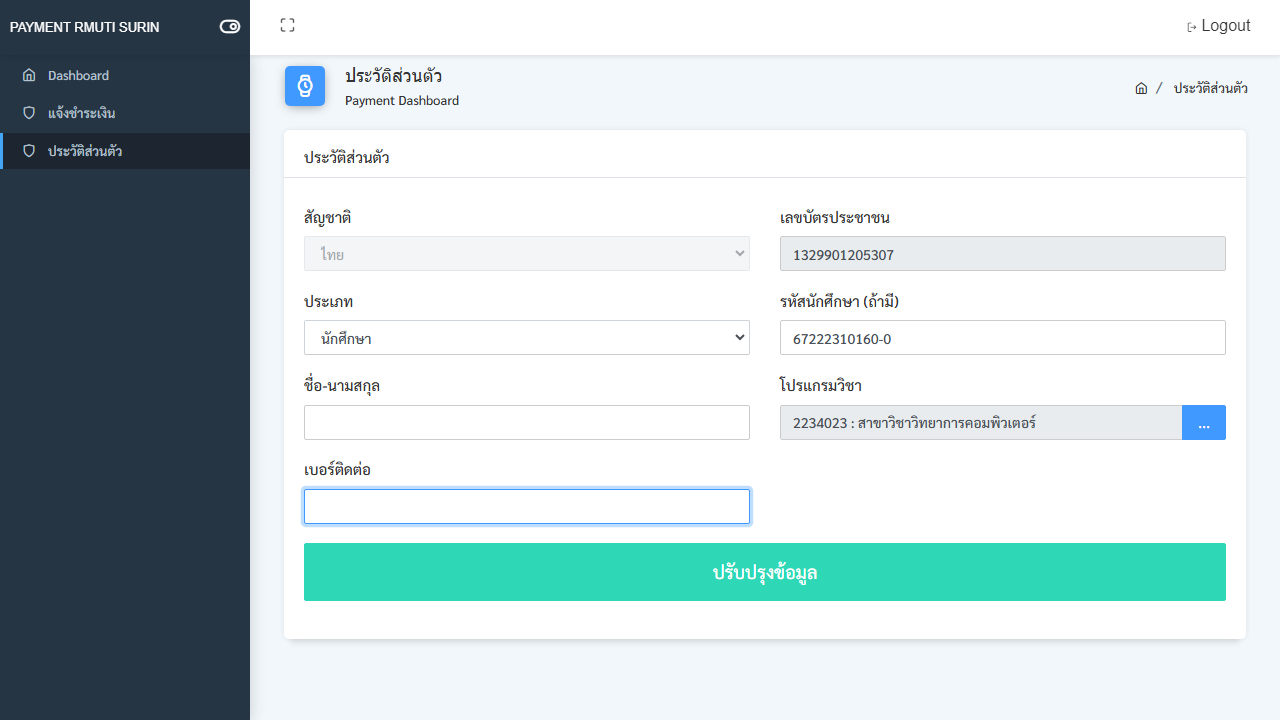 PAYMENT RMUTI SURIN
Logout
Dashboard
แจ้งชำระเงิน
ประวัติส่วนตัว
ประวัติส่วนตัว
Payment Dashboard
/ ประวัติส่วนตัว
ประวัติส่วนตัว
สัญชาติ
ไทย
เลขบัตรประชาชน
1329901205307
ประเภท
นักศึกษา
รหัสนักศึกษา (ถ้ามี)
67222310160-0
ชื่อ-นามสกุล
โปรแกรมวิชา
2234023 : สาขาวิชาวิทยาการคอมพิวเตอร์
...
เบอร์ติดต่อ
ปรับปรุงข้อมูล